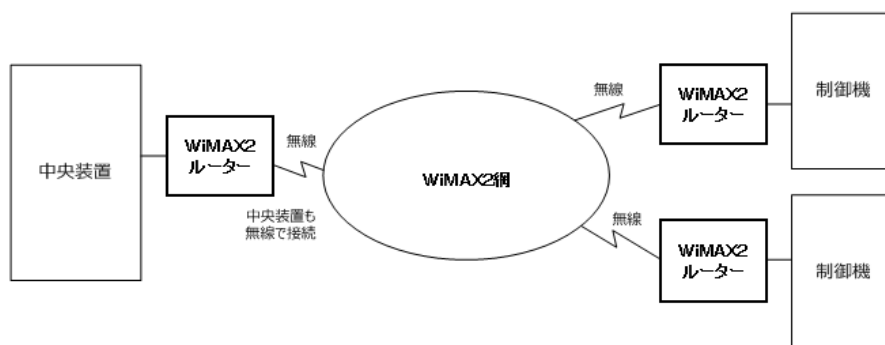 中央装置
WiMAX2
ルーター
無線
中央装置も
無線で接続
WiMAX2網
無線
WiMAX2
ルーター
制御機
無線
WiMAX2
ルーター
制御機